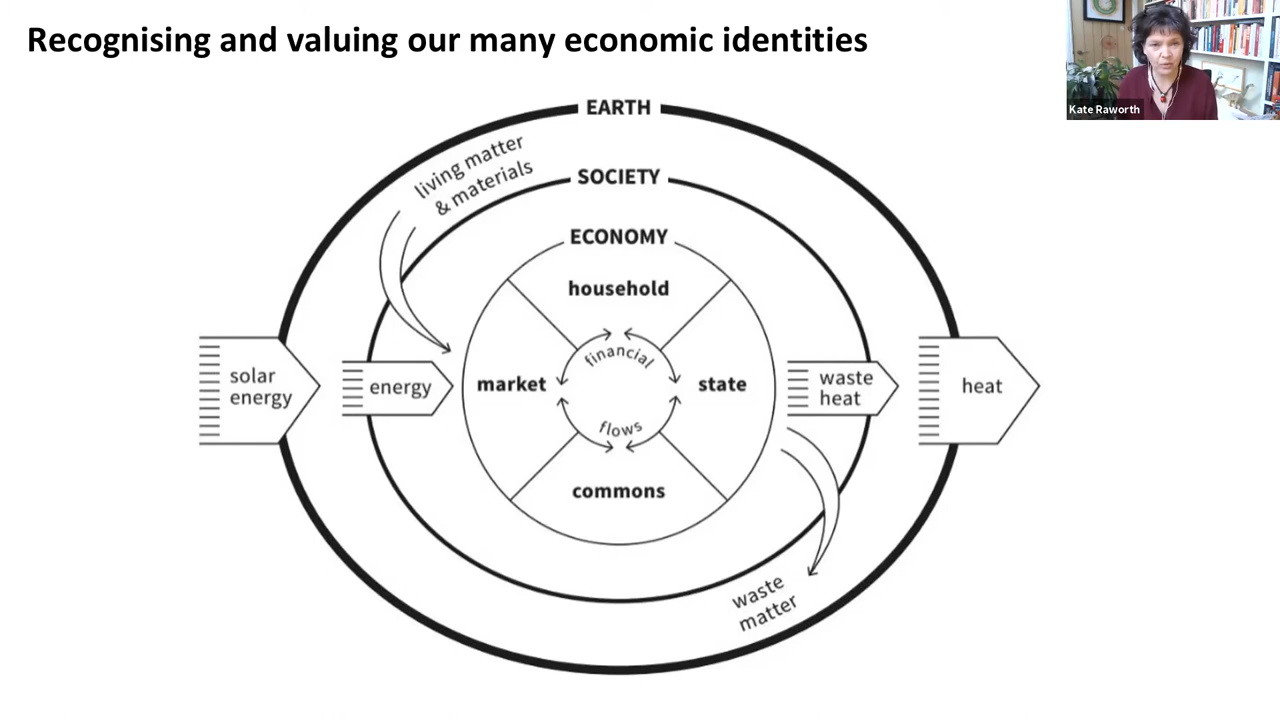 Recognising and valuing our many economic identities
Kate Raworth
EARTH
living matter
& materials
SOCIETY
ECONOMY
household
financial
solar
energy
energy
market
state
waste
heat
heat
flows
commons
waste
matter